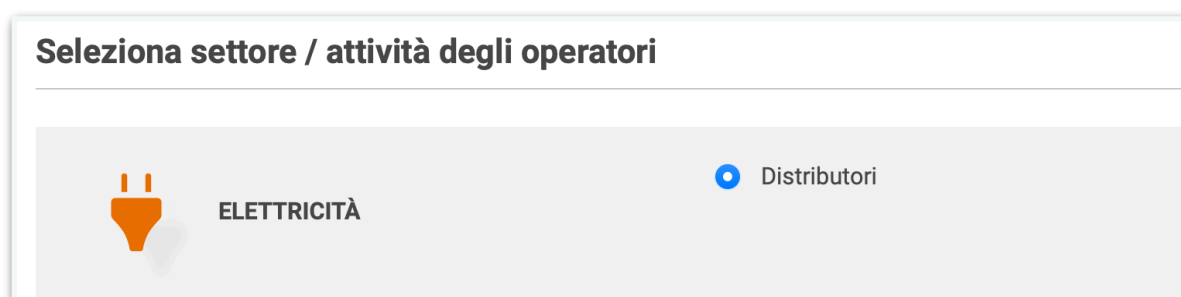 Seleziona settore / attività degli operatori
Distributori
ELETTRICITÀ